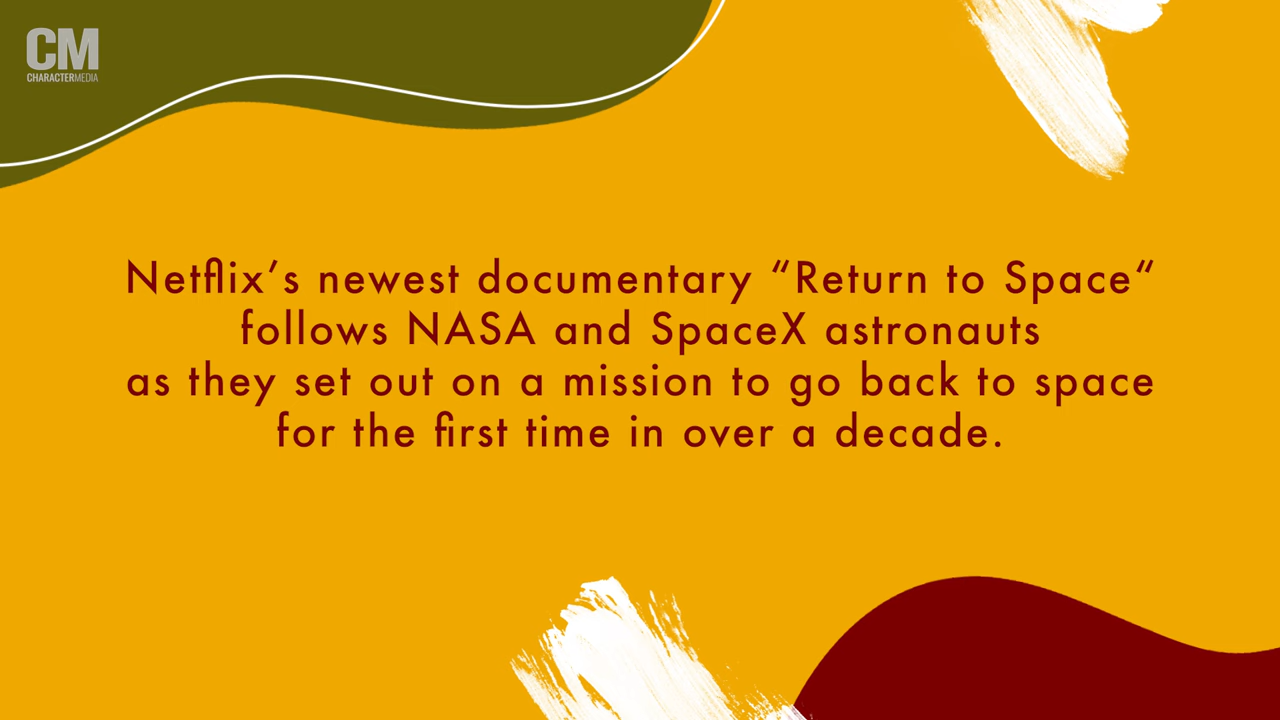 CM
CHARACTERMEDIA
Netflix’s newest documentary “Return to Space“
follows NASA and SpaceX astronauts
as they set out on a mission to go back to space
for the first time in over a decade.